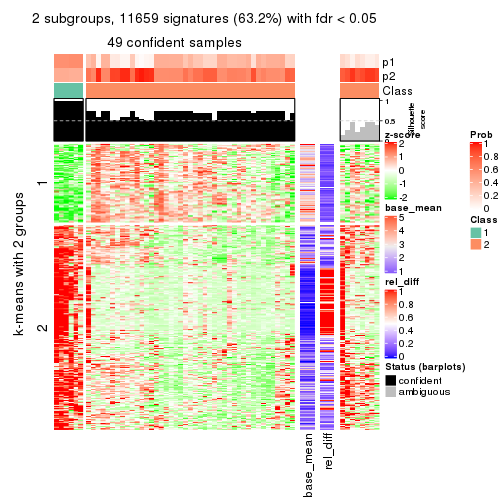 2 subgroups, 11659 signatures (63.2%) with fdr < 0.05
49 confident samples
p1
p2
Class
1
0.5
0
Silhouette
score
k-means with 2 groups
1
2
z-score
2
1
0
-1
-2
base_mean
5
4
3
2
1
rel_diff
1
0.8
0.6
0.4
0.2
0
Status (barplots)
confident
ambiguous
Prob
1
0.8
0.6
0.4
0.2
0
Class
1
2
base_mean
rel_diff